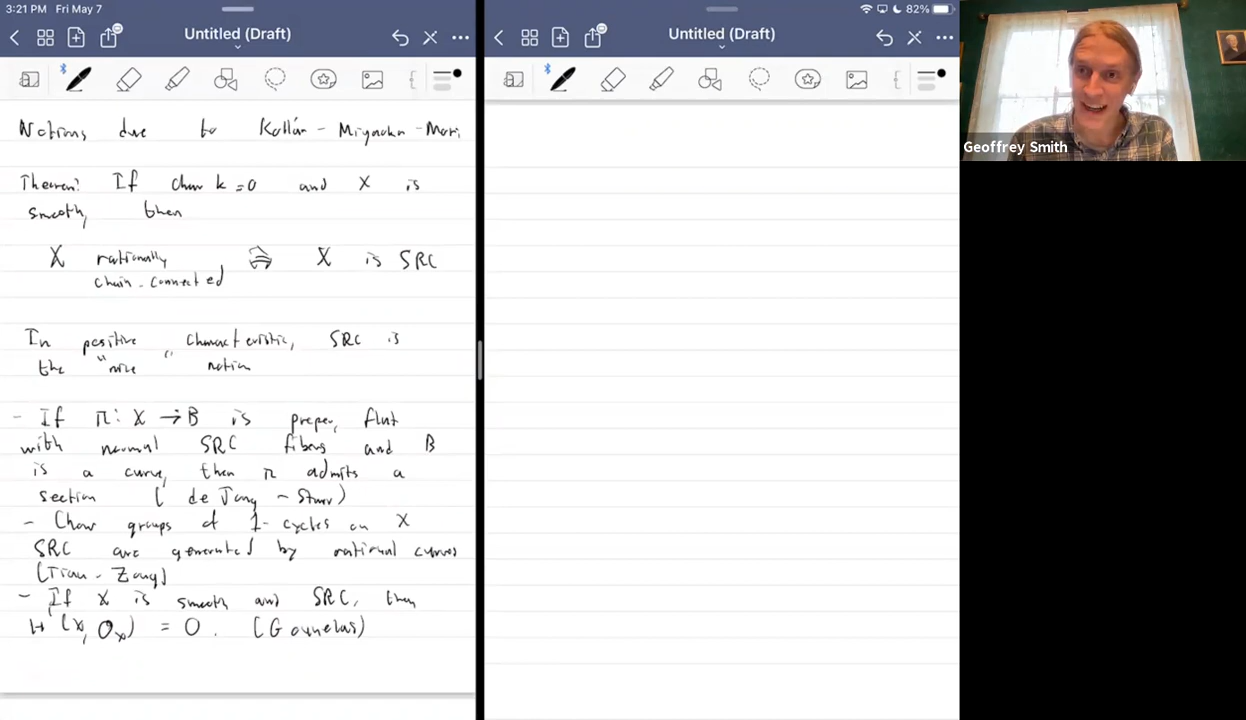 3:21 PM Fri May 7
Untitled (Draft)
Notions due to Kollár - Miyaoka - Mori
Theorem: If char k = 0 and X is
smooth, then
X rationally ⇔ X is SRC
chain-connected
In positive characteristic, SRC is
the "nice" notion
- If π: X → B is proper, flat
with normal SRC fibers and B
is a curve, then π admits a
section (de Jong - Starr)
- Chow groups of 1-cycles on X
SRC are generated by rational curves
[Tian - Zong]
- If X is smooth and SRC, then
H¹(X, O_X) = 0. (Gounelas)
82%
Untitled (Draft)
Geoffrey Smith